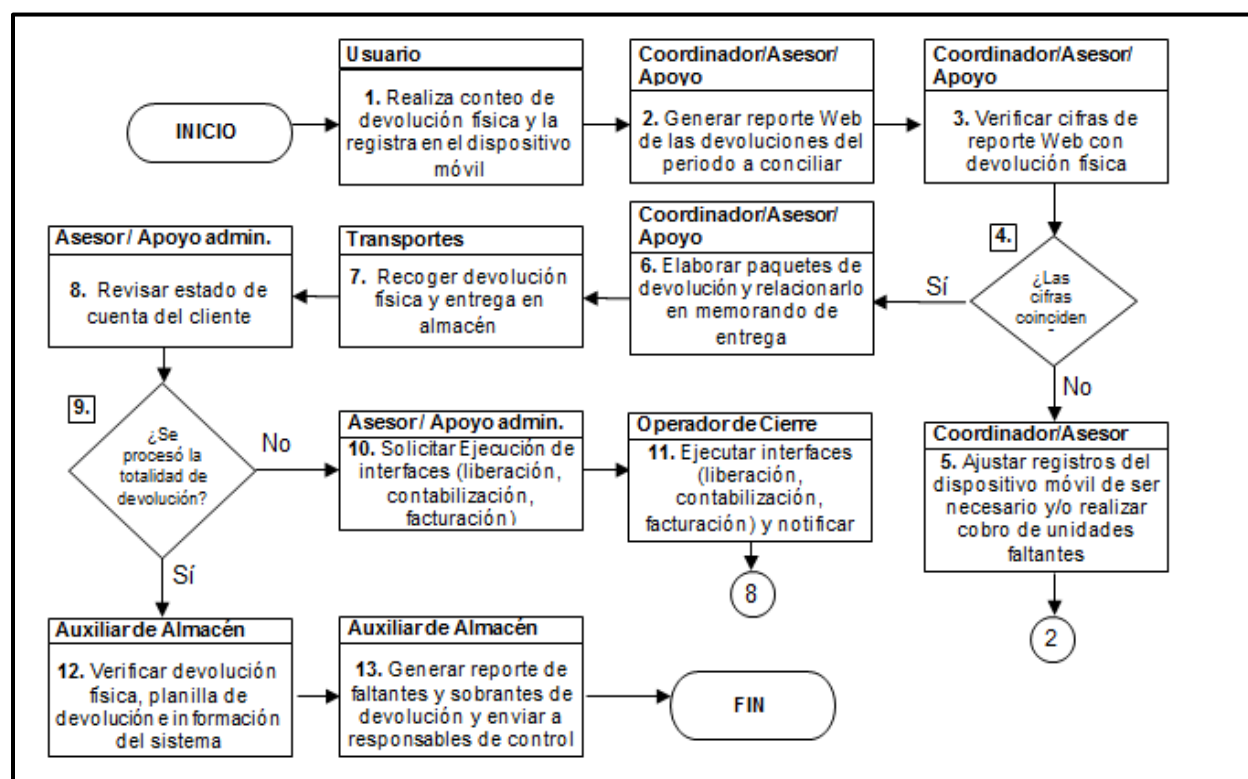 Usuario
1. Realiza conteo de
devolución física y la
registra en el dispositivo
móvil
Coordinador/Asesor/
Apoyo
2. Generar reporte Web
de las devoluciones del
periodo a conciliar
Coordinador/Asesor/
Apoyo
3. Verificar cifras de
reporte Web con
devolución física
INICIO
Asesor / Apoyo admin.
8. Revisar estado de
cuenta del cliente
Transportes
7. Recoger devolución
física y entrega en
almacén
Coordinador/Asesor/
Apoyo
6. Elaborar paquetes de
devolución y relacionarlo
en memorando de
entrega
Sí
4.
¿Las
cifras
coinciden
No
9.
¿Se
procesó la
totalidad de
devolución?
No
Sí
Asesor / Apoyo admin.
10. Solicitar Ejecución de
interfaces (liberación,
contabilización,
facturación)
Operador de Cierre
11. Ejecutar interfaces
(liberación,
contabilización,
facturación) y notificar
8
Coordinador/Asesor
5. Ajustar registros del
dispositivo móvil de ser
necesario y/o realizar
cobro de unidades
faltantes
2
Auxiliar de Almacén
12. Verificar devolución
física, planilla de
devolución e información
del sistema
Auxiliar de Almacén
13. Generar reporte de
faltantes y sobrantes de
devolución y enviar a
responsables de control
FIN